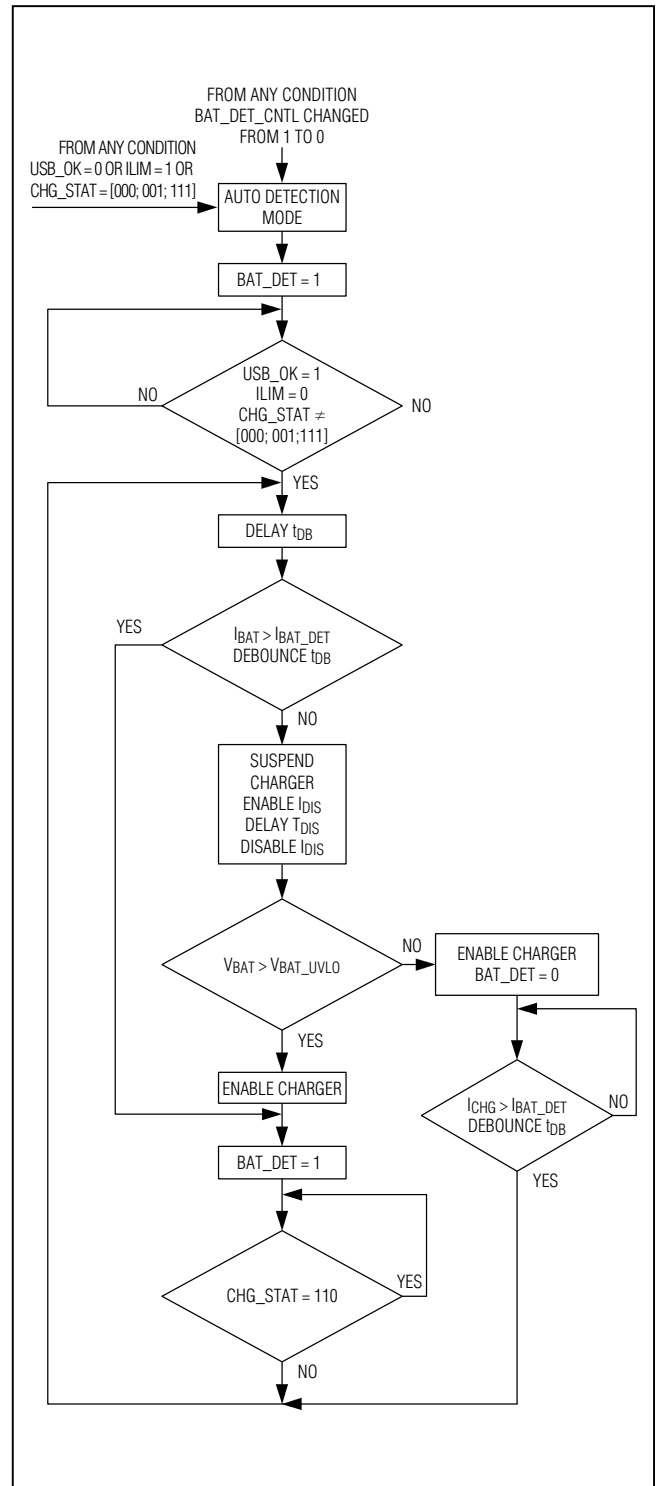 FROM ANY CONDITION
BAT_DET_CNTL CHANGED
FROM 1 TO 0
FROM ANY CONDITION
USB_OK = 0 OR ILIM = 1 OR
CHG_STAT = [000; 001; 111]
AUTO DETECTION
MODE
BAT_DET = 1
USB_OK = 1
ILIM = 0
CHG_STAT ≠
[000; 001;111]
NO
NO
YES
DELAY tDB
YES
IBAT > IBAT_DET
DEBOUNCE tDB
NO
SUSPEND
CHARGER
ENABLE IDIS
DELAY TDIS
DISABLE IDIS
VBAT > VBAT_UVLO
NO
ENABLE CHARGER
BAT_DET = 0
YES
ENABLE CHARGER
ICHG > IBAT_DET
DEBOUNCE tDB
NO
BAT_DET = 1
YES
CHG_STAT = 110
YES
NO